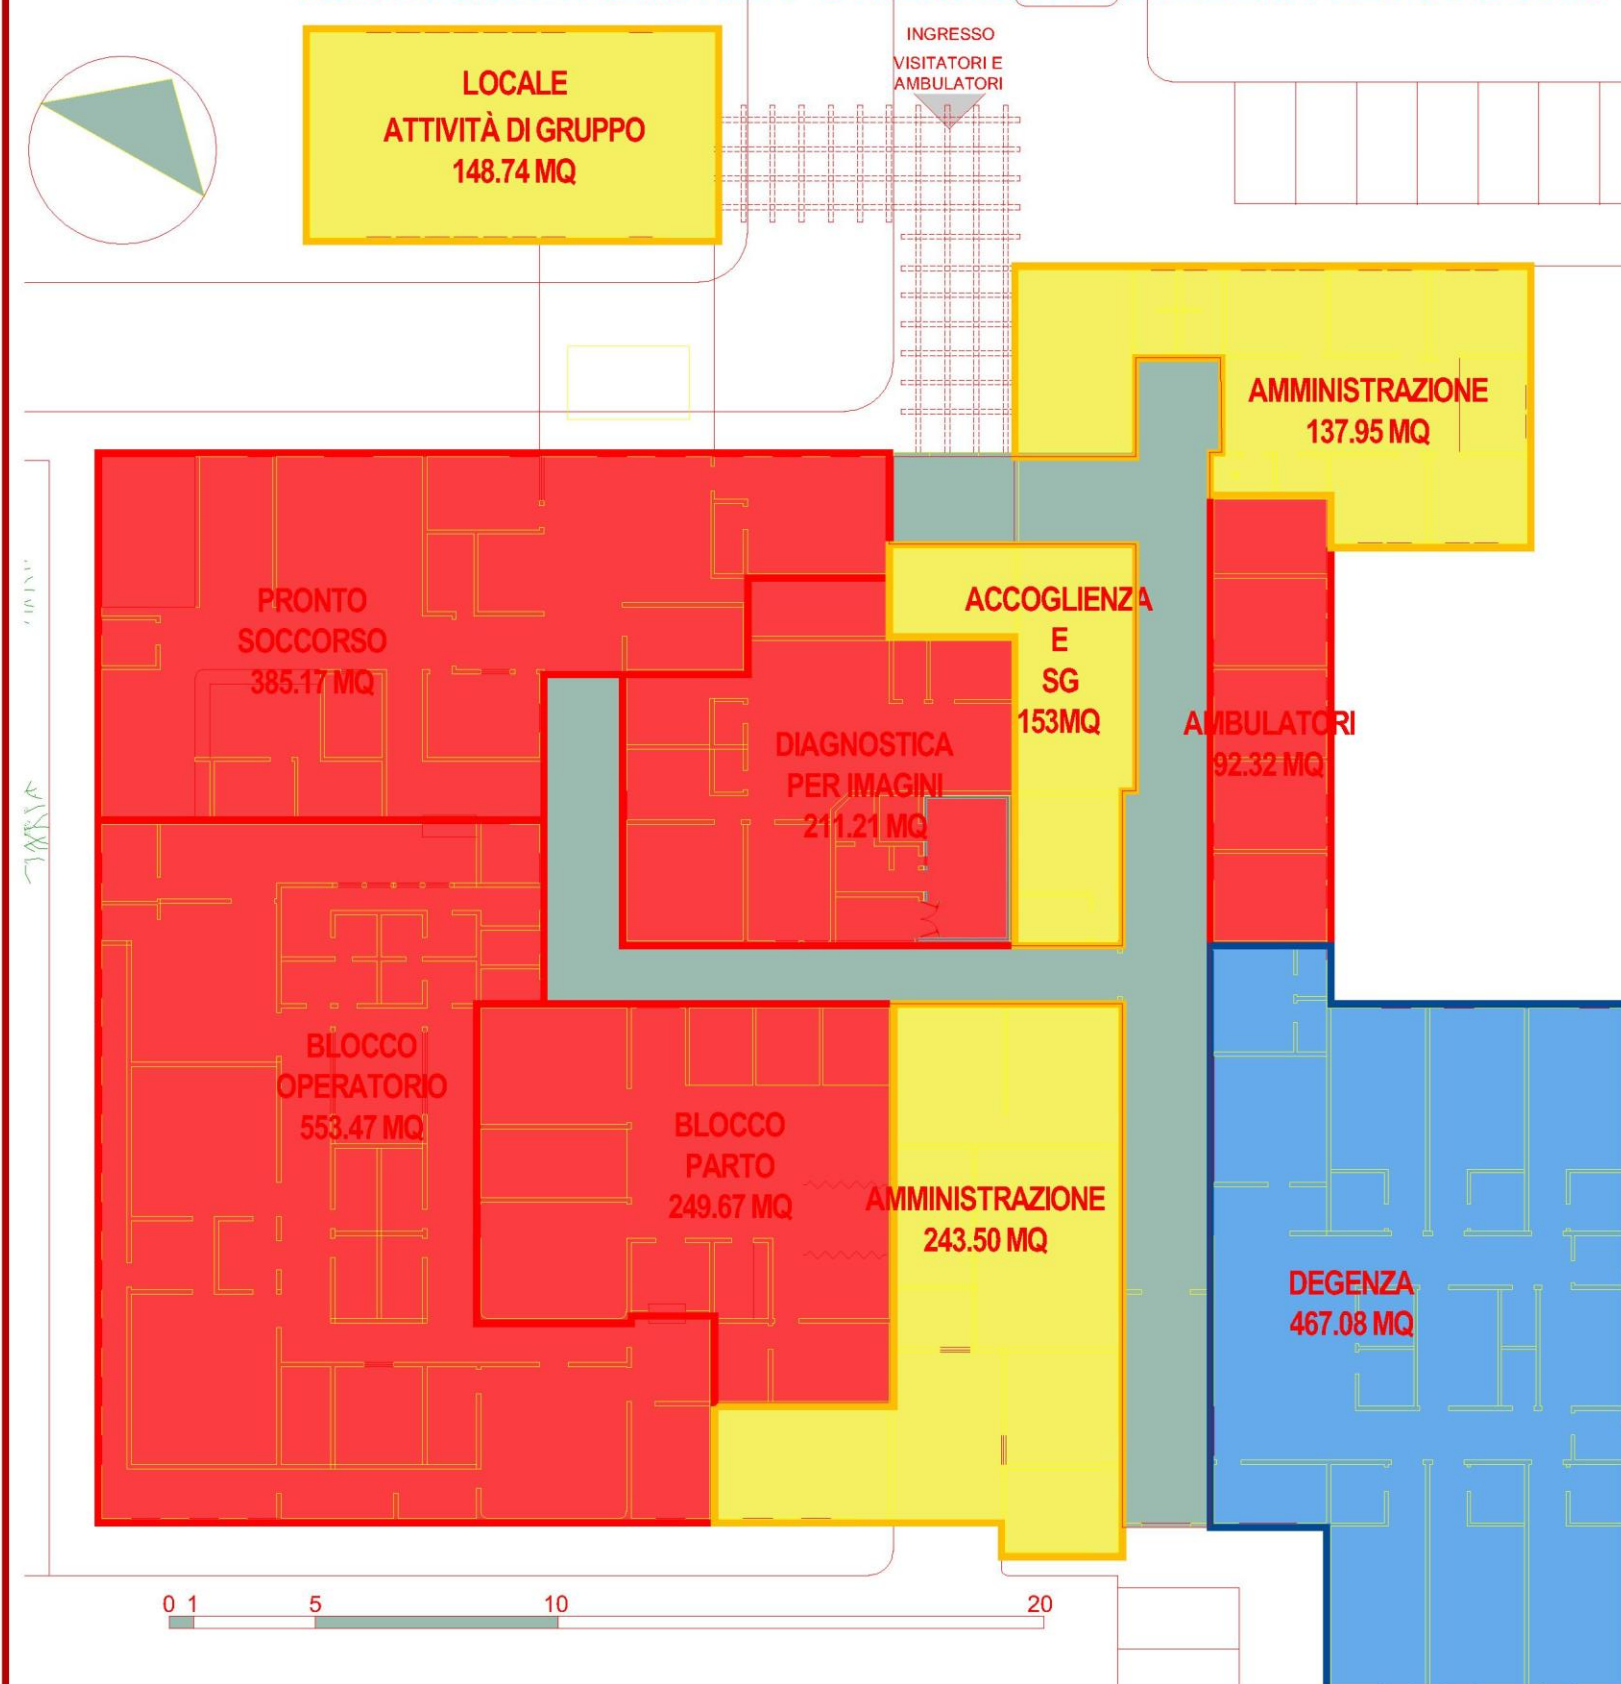 INGRESSO
VISITATORI E
AMBULATORI
LOCALE
ATTIVITÀ DI GRUPPO
148.74 MQ
AMMINISTRAZIONE
137.95 MQ
PRONTO
SOCCORSO
385.17 MQ
ACCOGLIENZA
E
SG
153MQ
DIAGNOSTICA
PER IMAGINI
211.21 MQ
AMBULATORI
92.32 MQ
BLOCCO
OPERATORIO
553.47 MQ
BLOCCO
PARTO
249.67 MQ
AMMINISTRAZIONE
243.50 MQ
DEGENZA
467.08 MQ
0 1 5 10 20